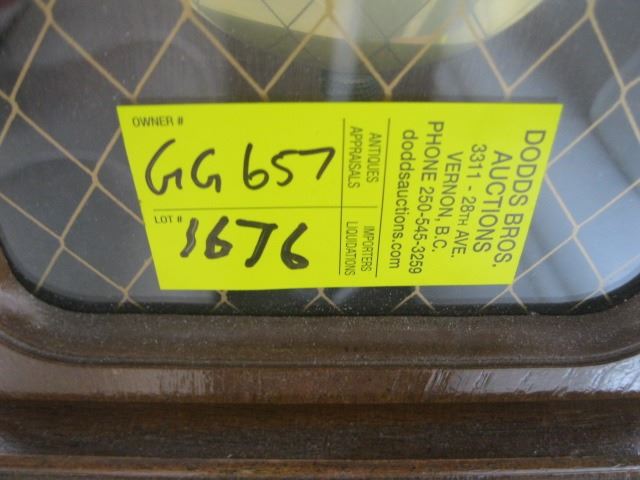 OWNER #
GG 657
LOT #
1676
ANTIQUES
APPRAISALS
IMPORTERS
LIQUIDATIONS
DODDS BROS.
AUCTIONS
3311 - 28TH AVE.
VERNON, B.C.
PHONE 250-545-3259
doddsauctions.com